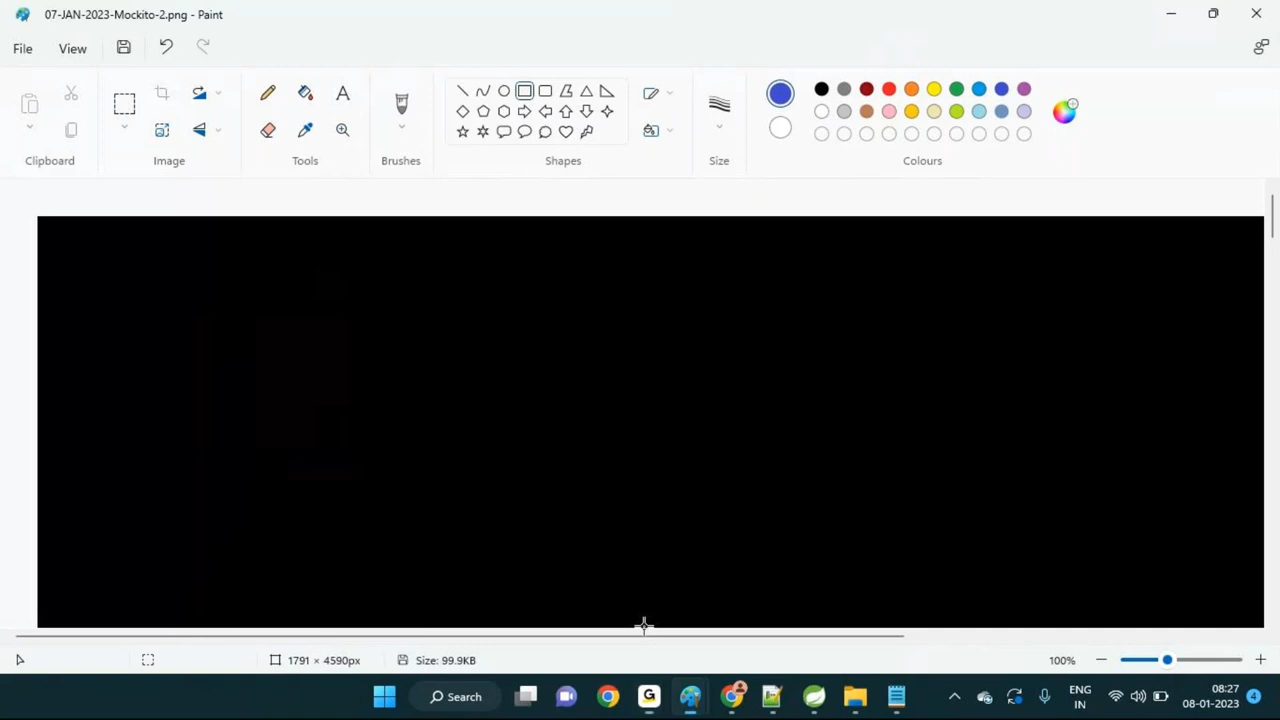 07-JAN-2023-Mockito-2.png - Paint
File
View
A
Clipboard
Image
Tools
Brushes
Shapes
Size
Colours
1791 × 4590px
Size: 99.9KB
100%
Search
G
ENG
IN
08:27
08-01-2023
4